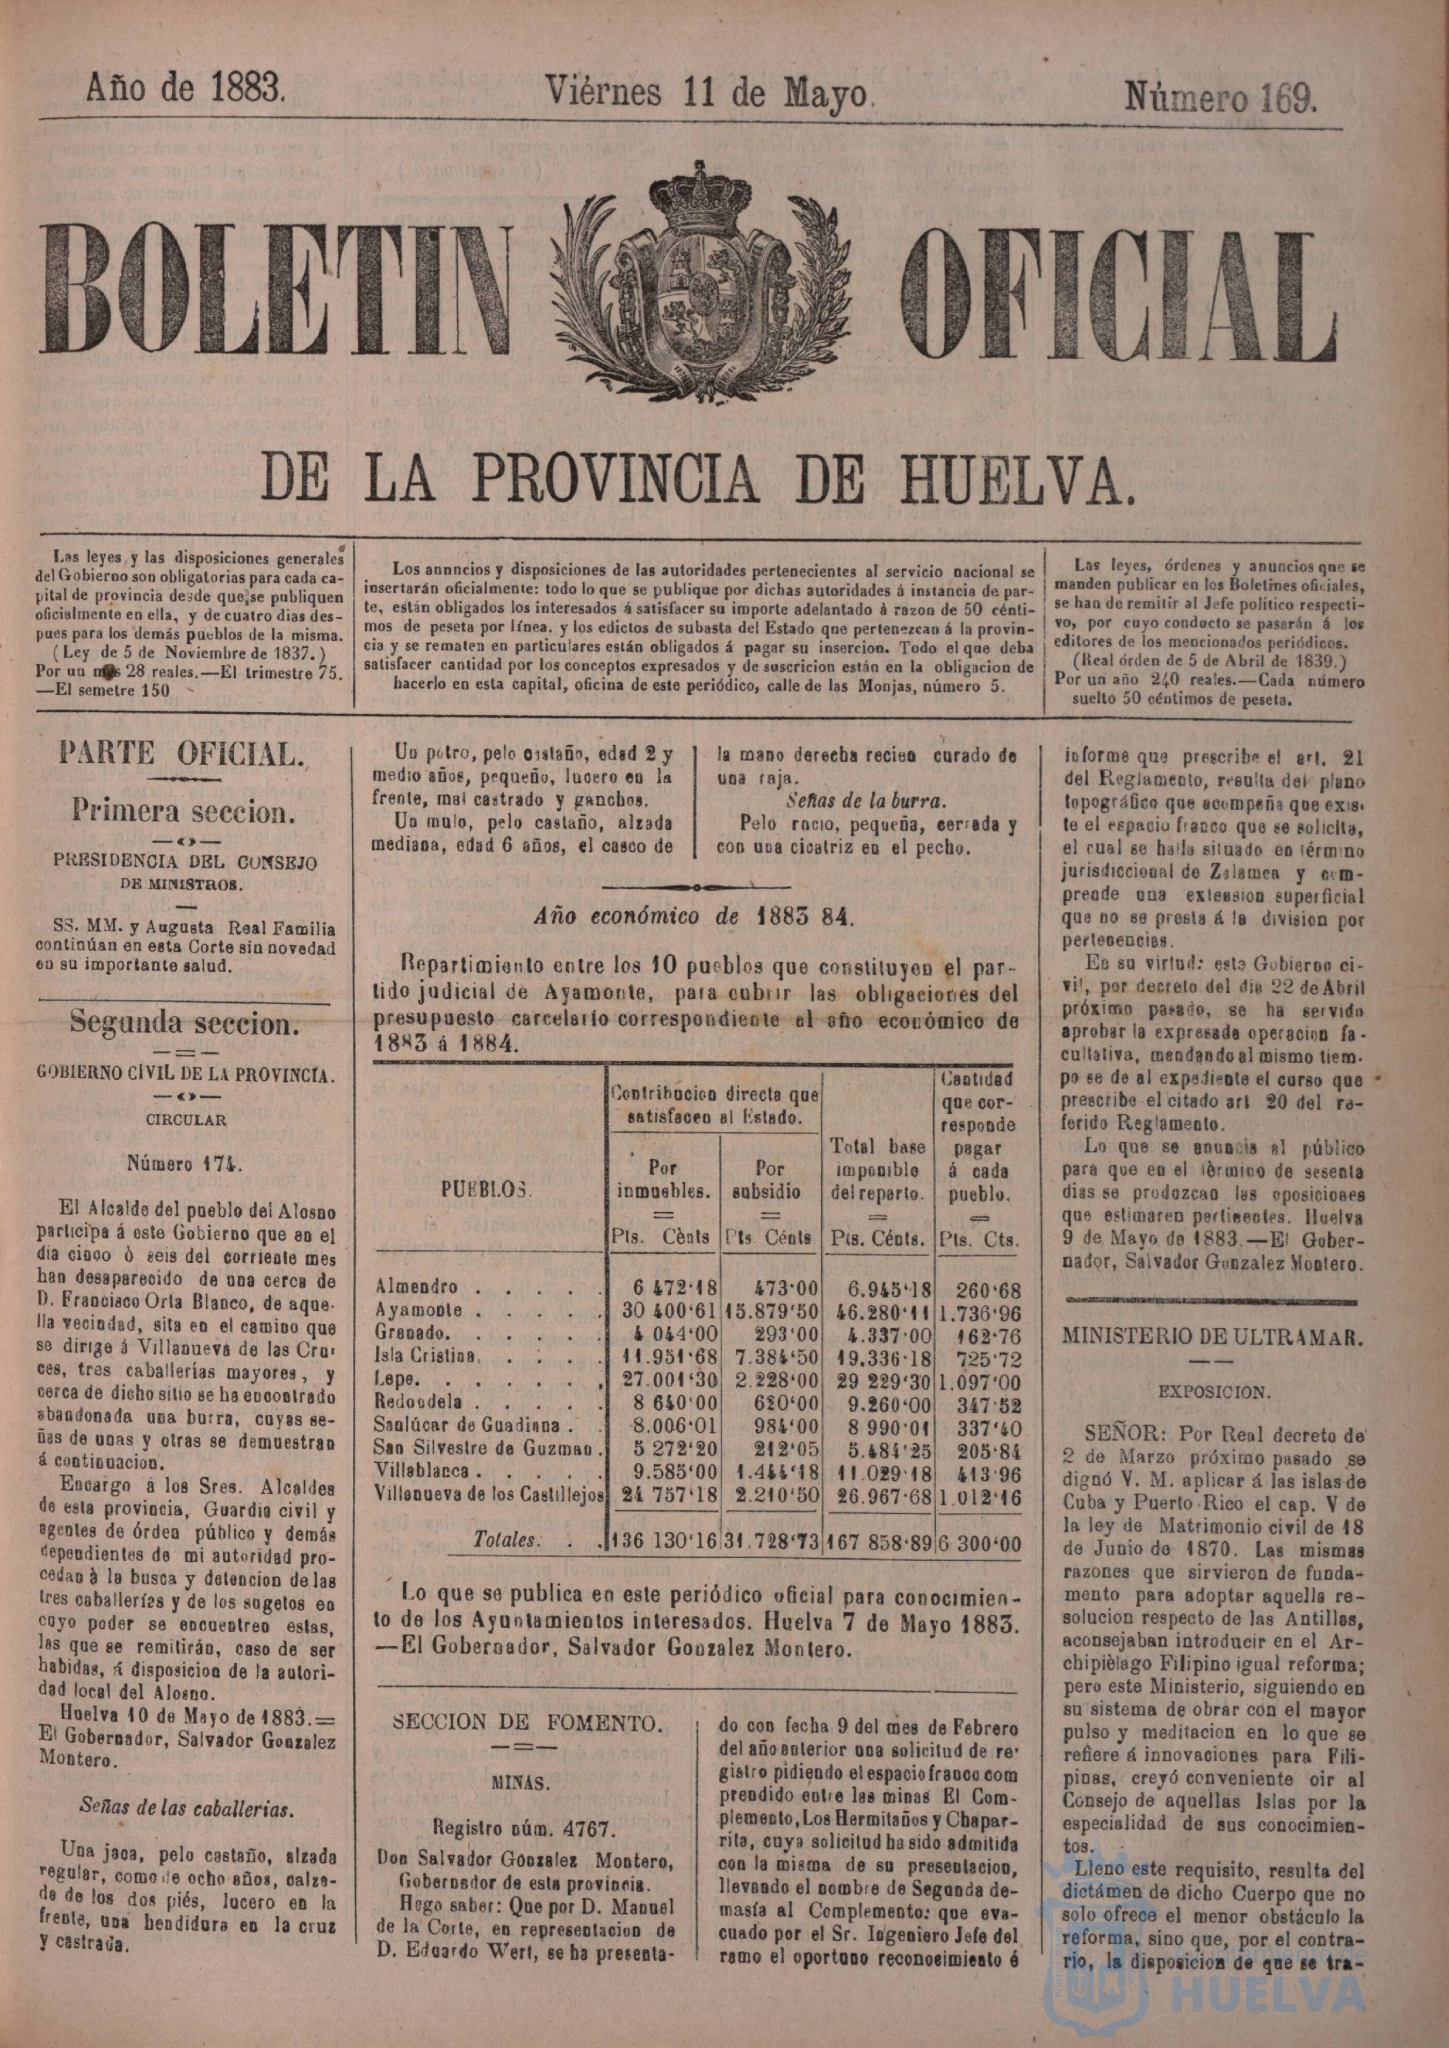 Año de 1883.
Viérnes 11 de Mayo.
Número 169.
BOLETIN OFICIAL
DE LA PROVINCIA DE HUELVA.
Las leyes y las disposiciones generales
del Gobierno son obligatorias para cada ca-
pital de provincia desde que se publiquen
oficialmente en ella, y de cuatro dias des-
pues para los demás pueblos de la misma.
(Ley de 5 de Noviembre de 1837.)
Por un mes 28 reales.—El trimestre 75.
—El semetre 150
Los annncios y disposiciones de las autoridades pertenecientes al servicio nacional se
insertarán oficialmente: todo lo que se publique por dichas autoridades á instancia de par-
te, están obligados los interesados á satisfacer su importe adelantado á razon de 50 cénti-
mos de peseta por línea. y los edictos de subasta del Estado que pertenezcan á la provin-
cia y se rematen en particulares están obligados á pagar su insercion. Todo el que deba
satisfacer cantidad por los conceptos expresados y de suscricion están en la obligacion de
hacerlo en esta capital, oficina de este periódico, calle de las Monjas, número 5.
Las leyes, órdenes y anuncios que se
manden publicar en los Boletines oficiales,
se han de remitir al Jefe político respecti-
vo, por cuyo conducto se pasarán á los
editores de los mencionados periódicos.
(Real órden de 5 de Abril de 1839.)
Por un año 240 reales.—Cada número
suelto 50 céntimos de peseta.
PARTE OFICIAL.
Primera seccion.
PRESIDENCIA DEL CONSEJO
DE MINISTROS.
SS. MM. y Augusta Real Familia
continúan en esta Corte sin novedad
en su importante salud.
Segunda seccion.
GOBIERNO CIVIL DE LA PROVINCIA.
CIRCULAR
Número 174.
El Alcalde del pueblo del Alosno
participa á este Gobierno que en el
dia cinco ó seis del corriente mes
han desaparecido de una cerca de
D. Francisco Orta Blanco, de aque-
lla vecindad, sita en el camino que
se dirige á Villanueva de las Cru-
ces, tres caballerías mayores, y
cerca de dicho sitio se ha encontrado
abandonada una burra, cuyas se-
ñas de unas y otras se demuestran
á continuacion.
Encargo á los Sres. Alcaldes
de esta provincia, Guardia civil y
agentes de órden público y demás
dependientes de mi autoridad pro-
cedan á la busca y detencion de las
tres caballeríes y de los sugetos en
cuyo poder se encuentren estas,
las que se remitirán, caso de ser
habidas, á disposicion de la autori-
dad local del Alosno.
Huelva 10 de Mayo de 1883.=
El Gobernador, Salvador Gonzalez
Montero.
Señas de las caballerias.
Una jaca, pelo castaño, alzada
regular, como de ocho años, calza-
da de los dos piés, lucero en la
frente, una hendidura en la cruz
y castrada.
Un potro, pelo castaño, edad 2 y
medio años, pequeño, lucero en la
frente, mal castrado y ganchos.
Un mulo, pelo castaño, alzada
mediana, edad 6 años, el casco de
la mano derecha recien curado de
una raja.
Señas de la burra.
Pelo rucio, pequeña, cerrada y
con una cicatriz en el pecho.
Año económico de 1883 84.
Repartimiento entre los 10 pueblos que constituyen el par-
tido judicial de Ayamonte, para cubrir las obligaciones del
presupuesto carcelario correspondiente al año económico de
1883 á 1884.
PUEBLOS.
Contribucion directa que
satisfacen al Estado.
Por
inmuebles.
Por
subsidio
Total base
imponible
del reparto.
Cantidad
que cor-
responde
pagar
á cada
pueblo.
Pts. Cénts Pts. Cénts Pts. Cénts. Pts. Cts.
Almendro . . . . . 6 472'18 473'00 6.945'18 260'68
Ayamonte . . . . . 30 400'61 15.879'50 46.280'11 1.736'96
Granado. . . . . . 4 044'00 293'00 4.337'00 162'76
Isla Cristina. . . . . 11.951'68 7.384'50 19.336'18 725'72
Lepe. . . . . . . 27.001'30 2.228'00 29 229'30 1.097'00
Redondela . . . . . 8 640'00 620'00 9.260'00 347'52
Sanlúcar de Guadiana . . 8.006'01 984'00 8 990'01 337'40
San Silvestre de Guzman . 5 272'20 212'05 5.484'25 205'84
Villablanca . . . . . 9.585'00 1.444'18 11.029'18 413'96
Villanueva de los Castillejos 24 757'18 2.210'50 26.967'68 1.012'16
Totales. . . 136 130'16 31.728'73 167 858'89 6 300'00
Lo que se publica en este periódico oficial para conocimien-
to de los Ayuntamientos interesados. Huelva 7 de Mayo 1883.
—El Gobernador, Salvador Gonzalez Montero.
SECCION DE FOMENTO.
MINAS.
Registro núm. 4767.
Don Salvador Gonzalez Montero,
Gobernador de esta provincia.
Hago saber: Que por D. Manuel
de la Corte, en representacion de
D. Eduardo Wert, se ha presenta-
do con fecha 9 del mes de Febrero
del año anterior una solicitud de re-
gistro pidiendo el espacio franco com
prendido entre las minas El Com-
plemento, Los Hermitaños y Chapar-
rita, cuya solicitud ha sido admitida
con la misma de su presentacion,
llevando el nombre de Segunda de-
masía al Complemento: que eva-
cuado por el Sr. Ingeniero Jefe del
ramo el oportuno reconocimiento é
informe que prescribe el art. 21
del Reglamento, resulta del plano
topográfico que acompaña que exis-
te el espacio franco que se solicita,
el cual se halla situado en término
jurisdiccional de Zalamea y com-
prende una extension superficial
que no se presta á la division por
pertenencias.
En su virtud: este Gobierno ci-
vil, por decreto del dia 22 de Abril
próximo pasado, se ha servido
aprobar la expresada operacion fa-
cultativa, mandando al mismo tiem-
po se de al expediente el curso que
prescribe el citado art 20 del re-
ferido Reglamento.
Lo que se anuncia al público
para que en el término de sesenta
dias se produzcan las oposiciones
que estimaren pertinentes. Huelva
9 de Mayo de 1883.—El Gober-
nador, Salvador Gonzalez Montero.
MINISTERIO DE ULTRAMAR.
EXPOSICION.
SEÑOR: Por Real decreto de
2 de Marzo próximo pasado se
dignó V. M. aplicar á las islas de
Cuba y Puerto Rico el cap. V de
la ley de Matrimonio civil de 18
de Junio de 1870. Las mismas
razones que sirvieron de funda-
mento para adoptar aquella re-
solucion respecto de las Antillas,
aconsejaban introducir en el Ar-
chipiélago Filipino igual reforma;
pero este Ministerio, siguiendo en
su sistema de obrar con el mayor
pulso y meditacion en lo que se
refiere á innovaciones para Fili-
pinas, creyó conveniente oir al
Consejo de aquellas Islas por la
especialidad de sus conocimien-
tos.
Lleno este requisito, resulta del
dictámen de dicho Cuerpo que no
solo ofrece el menor obstáculo la
reforma, sino que, por el contra-
rio, la disposicion de que se tra-
HUELVA